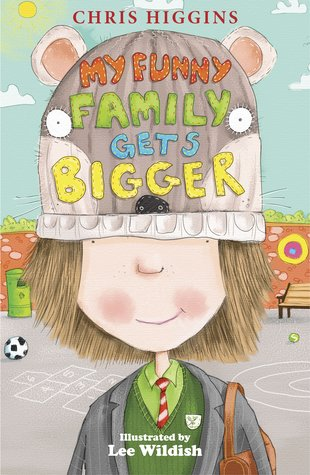 CHRIS HIGGINS
MY FUNNY
FAMILY
GETS
BIGGER
Illustrated by
Lee Wildish